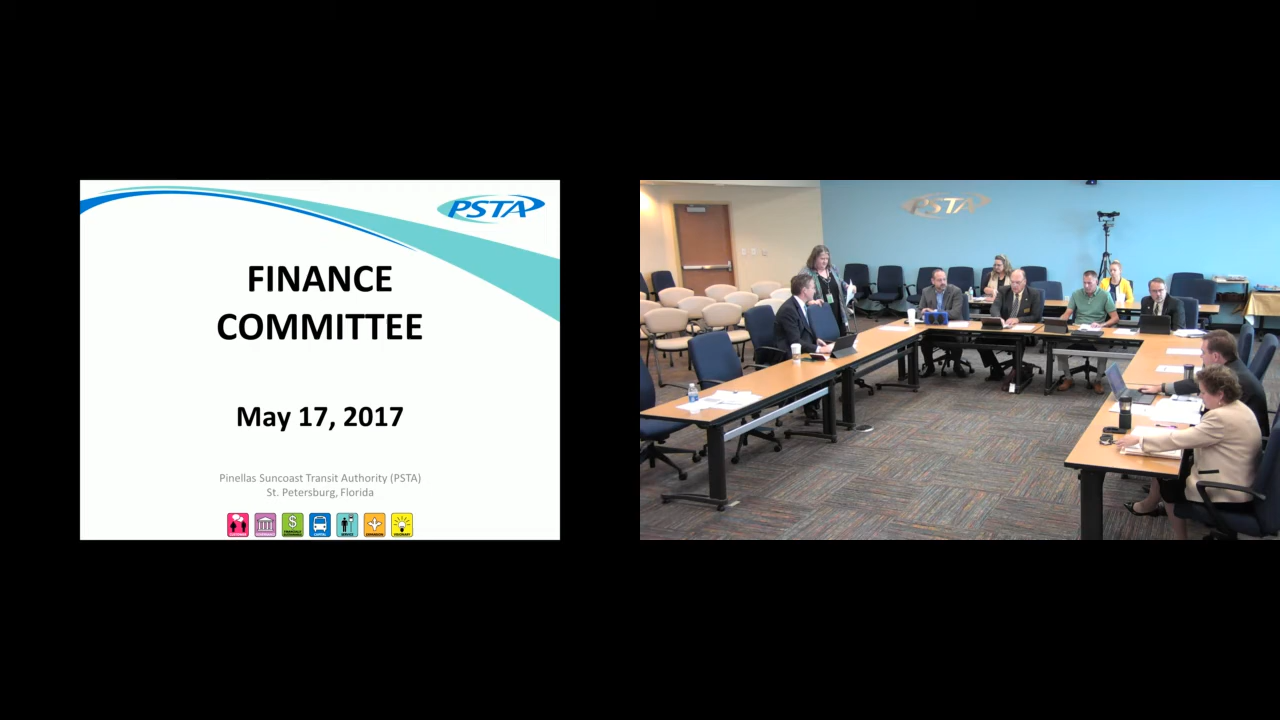 PSTA
FINANCE
COMMITTEE
May 17, 2017
Pinellas Suncoast Transit Authority (PSTA)
St. Petersburg, Florida
PSTA